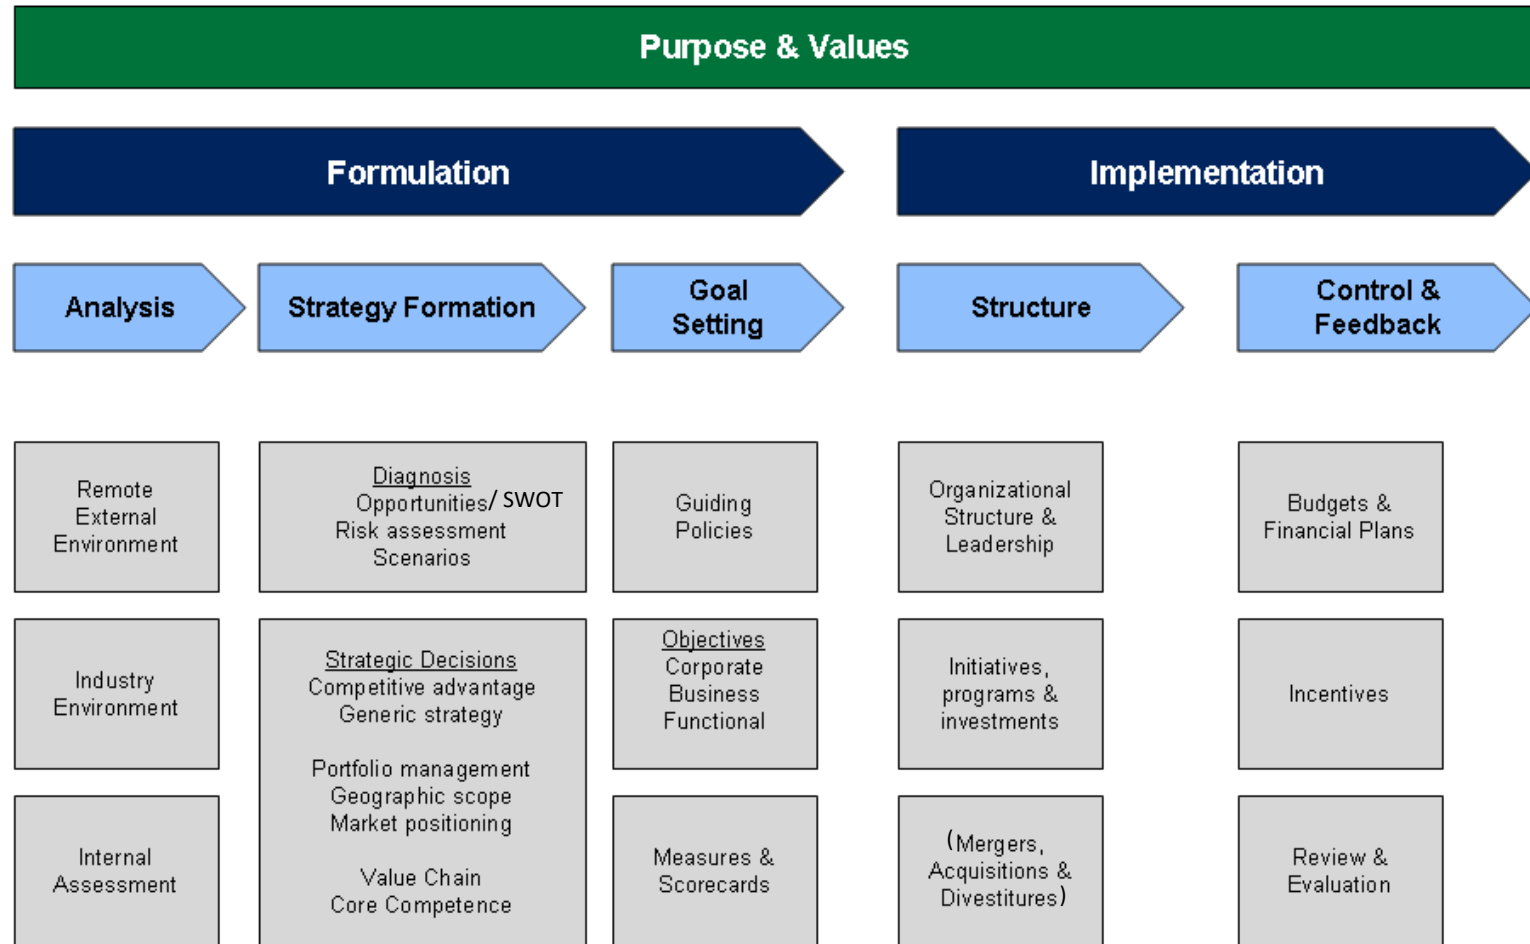 Purpose & Values
Formulation
Implementation
Analysis
Strategy Formation
Goal
Setting
Structure
Control &
Feedback
Remote
External
Environment
Diagnosis
Opportunities/ SWOT
Risk assessment
Scenarios
Guiding
Policies
Organizational
Structure &
Leadership
Budgets &
Financial Plans
Industry
Environment
Strategic Decisions
Competitive advantage
Generic strategy
Portfolio management
Geographic scope
Market positioning
Value Chain
Core Competence
Objectives
Corporate
Business
Functional
Initiatives,
programs &
investments
Incentives
Internal
Assessment
Measures &
Scorecards
(Mergers,
Acquisitions &
Divestitures)
Review &
Evaluation